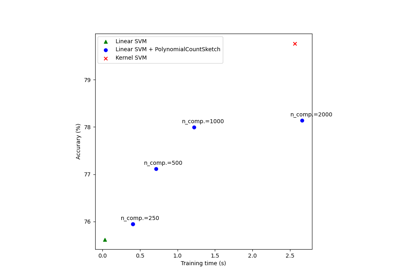 Linear SVM
Linear SVM + PolynomialCountSketch
Kernel SVM
79
78
77
76
Accurary (%)
n_comp.=2000
n_comp.=1000
n_comp.=500
n_comp.=250
0.0 0.5 1.0 1.5 2.0 2.5
Training time (s)